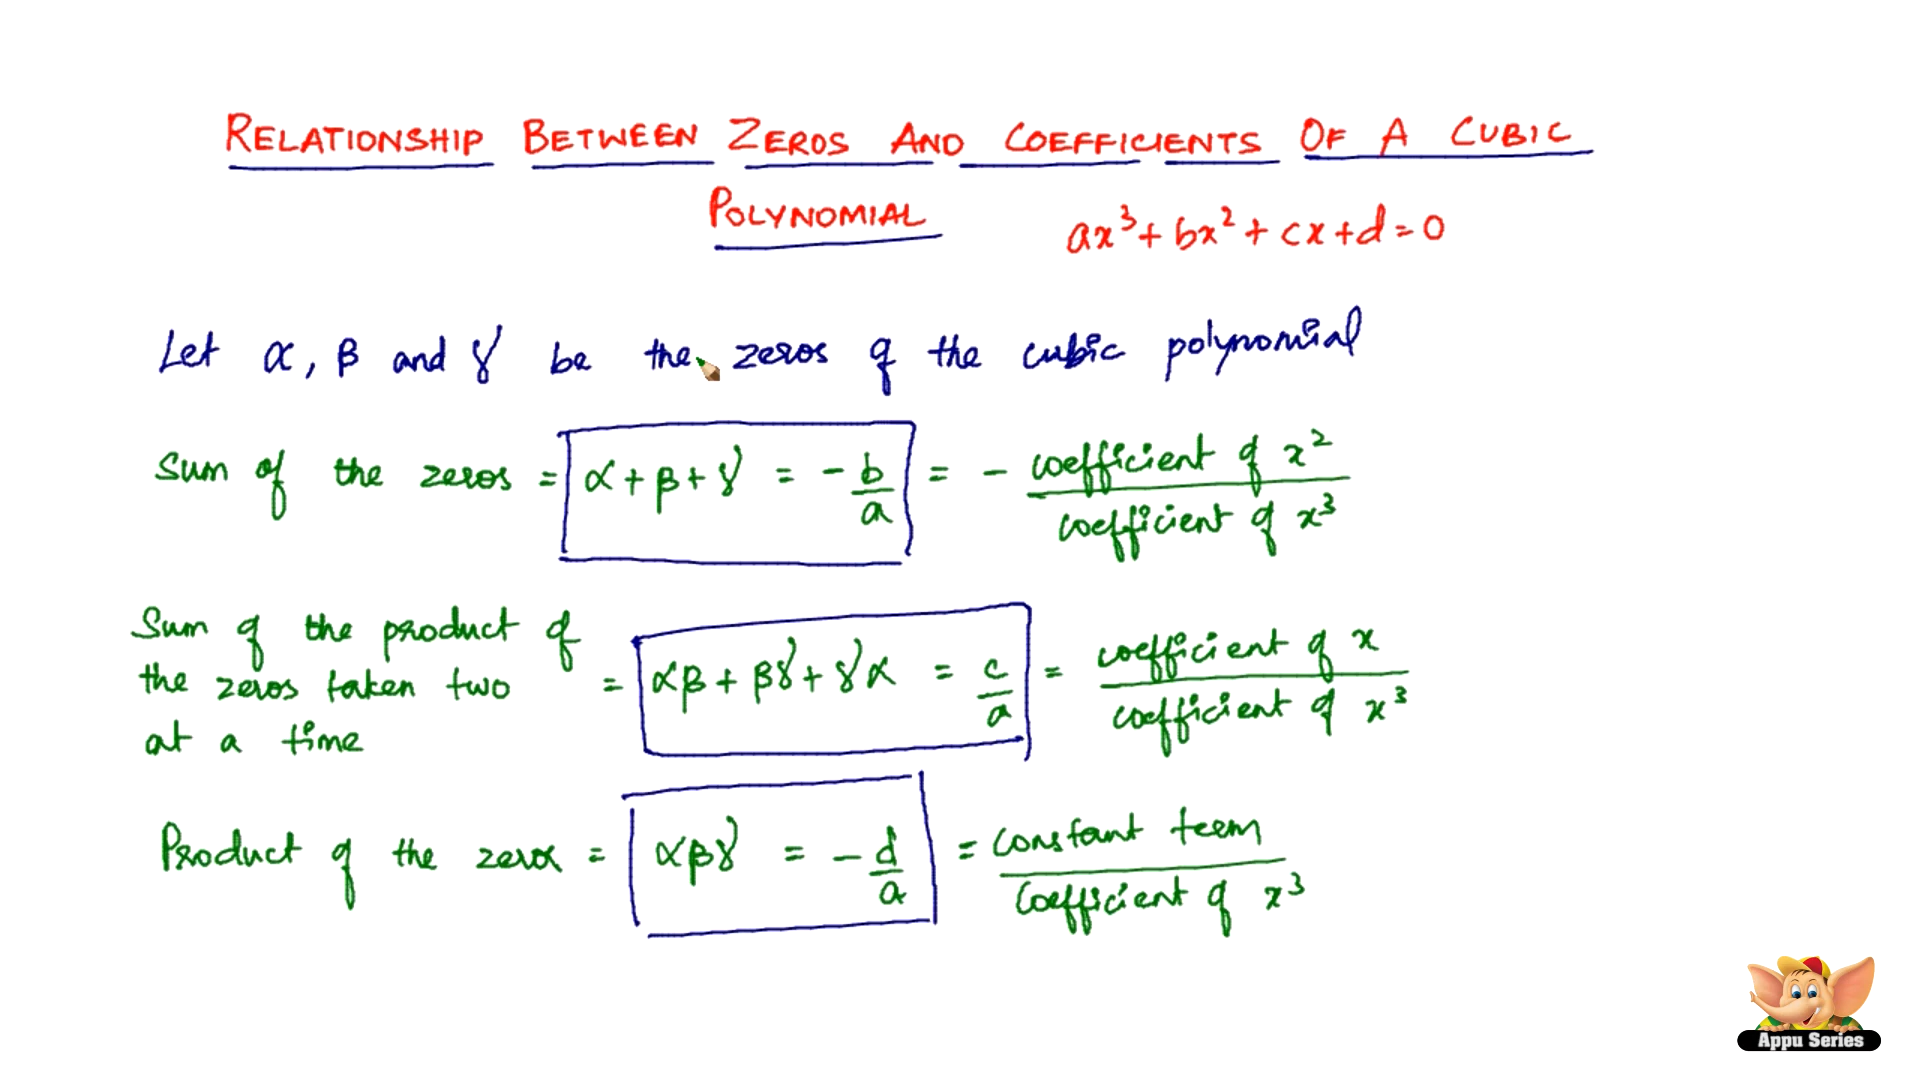 RELATIONSHIP BETWEEN ZEROS AND COEFFICIENTS OF A CUBIC
POLYNOMIAL ax³ + bx² + cx + d = 0
Let α, β and γ be the zeros of the cubic polynomial
Sum of the zeros = α + β + γ = - b/a = - coefficient of x² / coefficient of x³
Sum of the product of
the zeros taken two
at a time = αβ + βγ + γα = c/a = coefficient of x / coefficient of x³
Product of the zeros = αβγ = - d/a = constant term / coefficient of x³
Appu Series